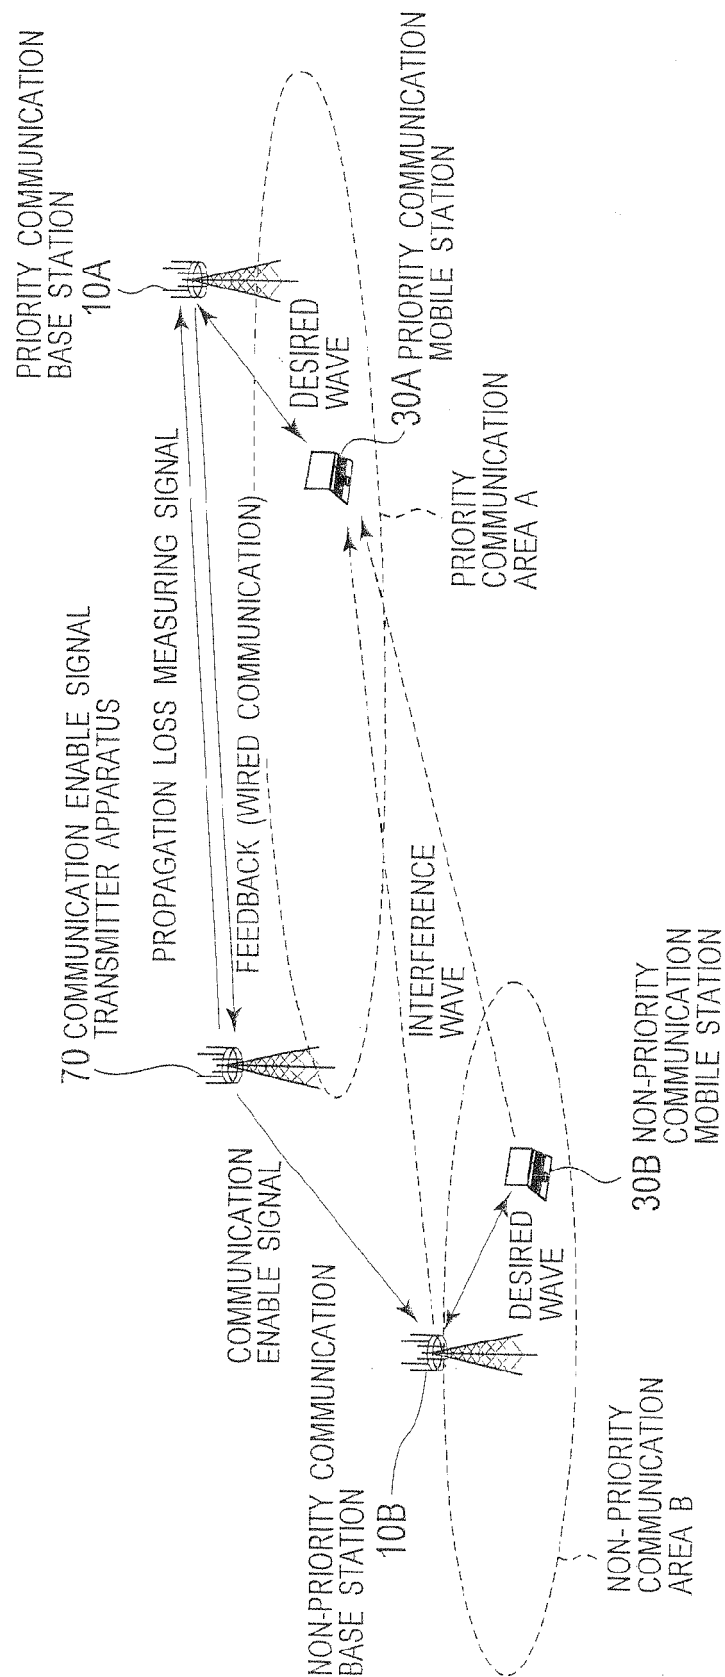 PRIORITY COMMUNICATION
BASE STATION
10A
70 COMMUNICATION ENABLE SIGNAL
TRANSMITTER APPARATUS
PROPAGATION LOSS MEASURING SIGNAL
FEEDBACK (WIRED COMMUNICATION)
DESIRED
WAVE
30A PRIORITY COMMUNICATION
MOBILE STATION
PRIORITY
COMMUNICATION
AREA A
COMMUNICATION
ENABLE SIGNAL
INTERFERENCE
WAVE
NON-PRIORITY COMMUNICATION
BASE STATION
10B
DESIRED
WAVE
30B NON-PRIORITY
COMMUNICATION
MOBILE STATION
NON-PRIORITY
COMMUNICATION
AREA B